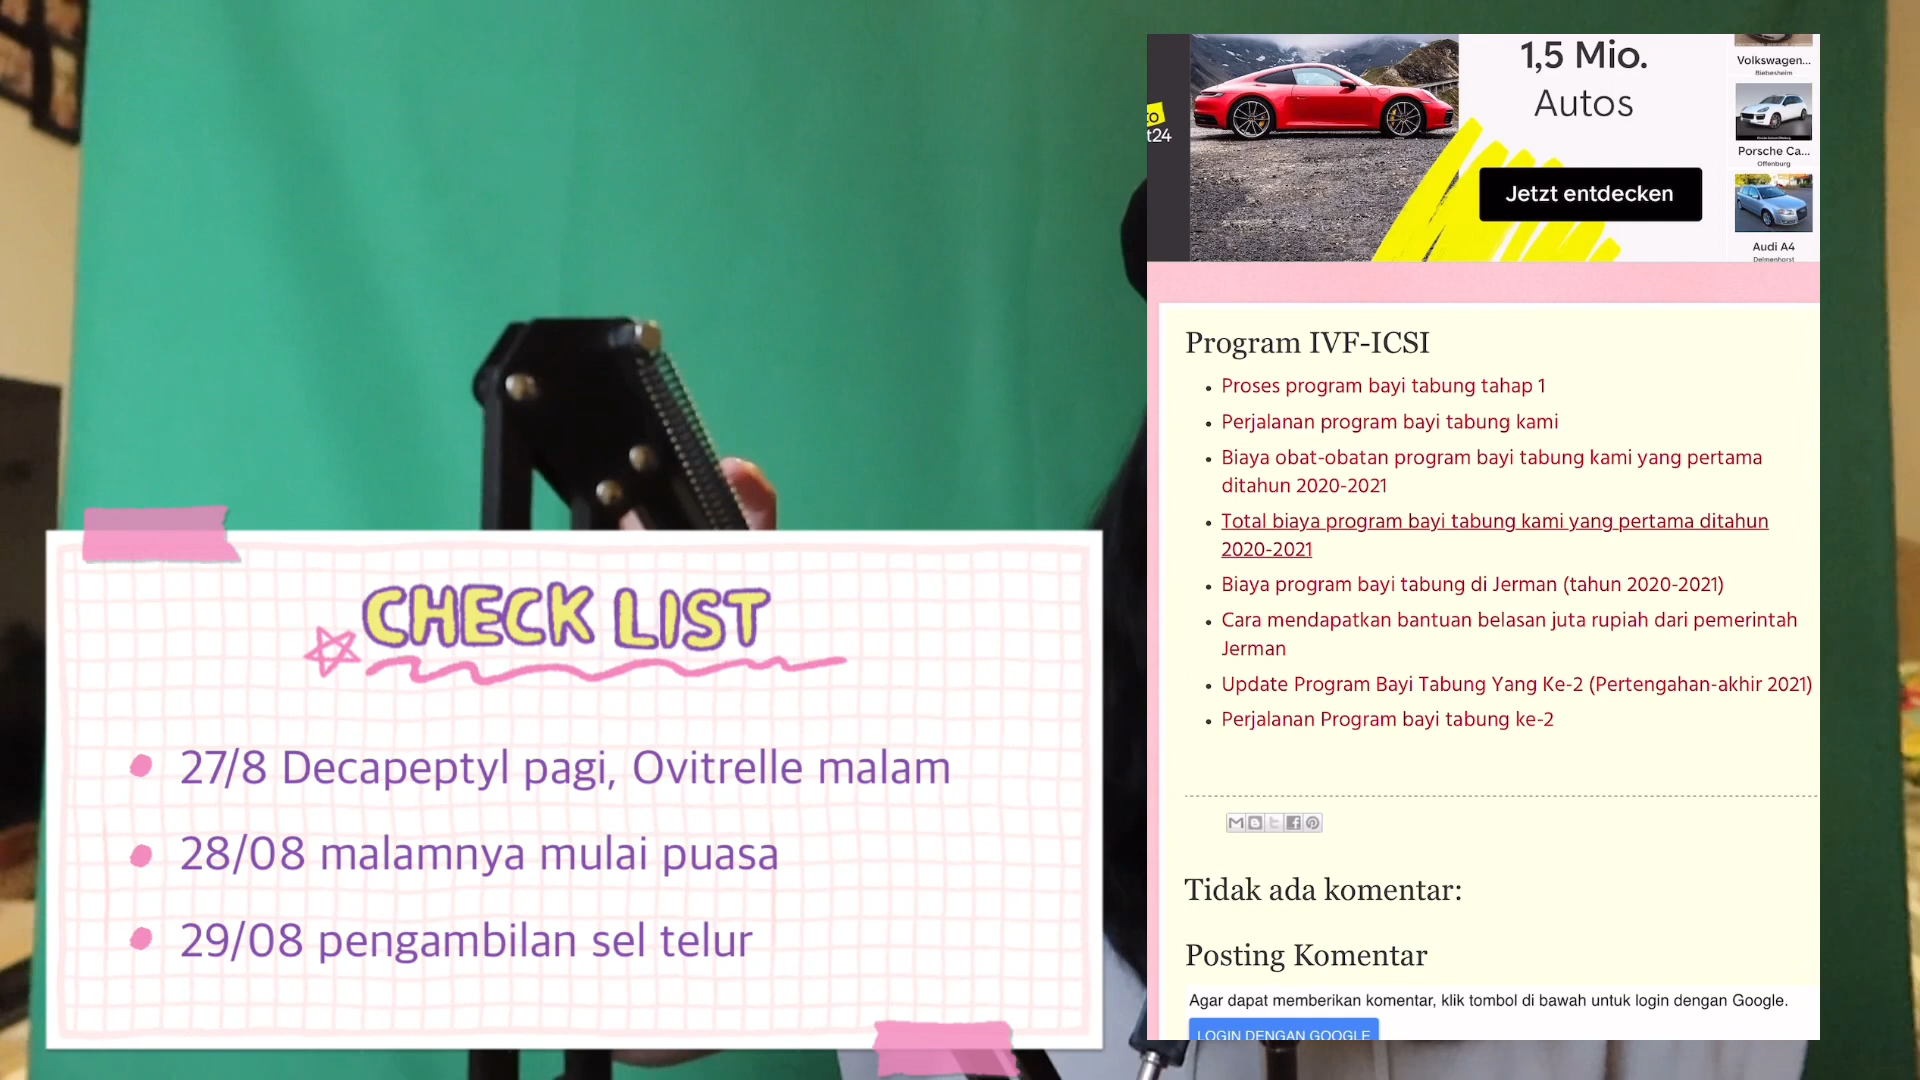 CHECK LIST
27/8 Decapeptyl pagi, Ovitrelle malam
28/08 malamnya mulai puasa
29/08 pengambilan sel telur
t24
1,5 Mio.
Autos
Jetzt entdecken
Volkswagen...
Biebesheim
Porsche Ca...
Offenburg
Audi A4
Delmenhorst
Program IVF-ICSI
Proses program bayi tabung tahap 1
Perjalanan program bayi tabung kami
Biaya obat-obatan program bayi tabung kami yang pertama
ditahun 2020-2021
Total biaya program bayi tabung kami yang pertama ditahun
2020-2021
Biaya program bayi tabung di Jerman (tahun 2020-2021)
Cara mendapatkan bantuan belasan juta rupiah dari pemerintah
Jerman
Update Program Bayi Tabung Yang Ke-2 (Pertengahan-akhir 2021)
Perjalanan Program bayi tabung ke-2
Tidak ada komentar:
Posting Komentar
Agar dapat memberikan komentar, klik tombol di bawah untuk login dengan Google.
LOGIN DENGAN GOOGLE